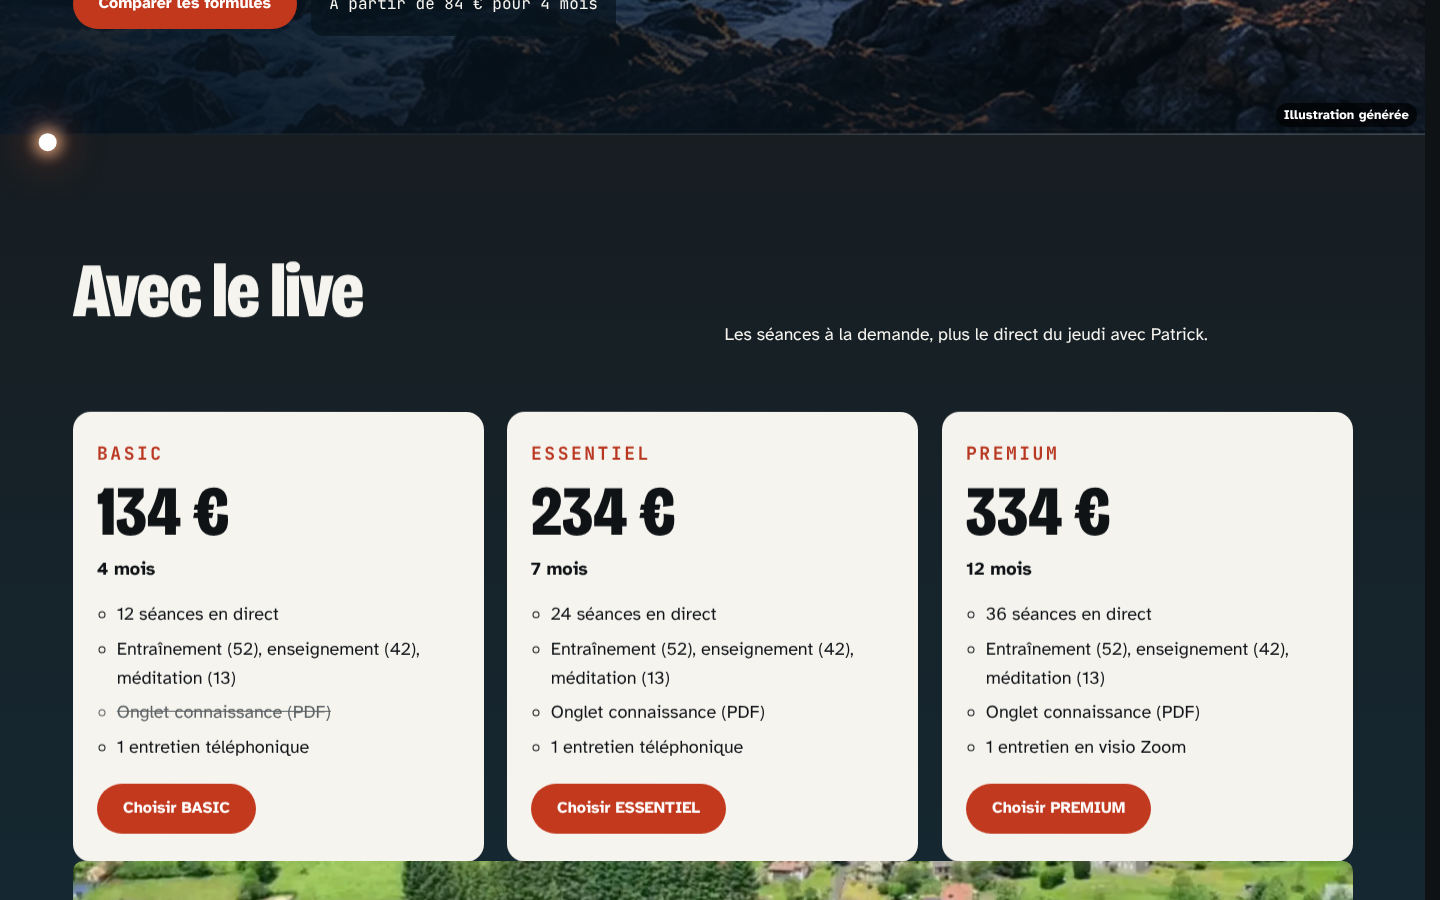 Comparer les formules
À partir de 84 € pour 4 mois
Illustration générée
Avec le live
Les séances à la demande, plus le direct du jeudi avec Patrick.
BASIC
134 €
4 mois
12 séances en direct
Entraînement (52), enseignement (42),
méditation (13)
Onglet connaissance (PDF)
1 entretien téléphonique
Choisir BASIC
ESSENTIEL
234 €
7 mois
24 séances en direct
Entraînement (52), enseignement (42),
méditation (13)
Onglet connaissance (PDF)
1 entretien téléphonique
Choisir ESSENTIEL
PREMIUM
334 €
12 mois
36 séances en direct
Entraînement (52), enseignement (42),
méditation (13)
Onglet connaissance (PDF)
1 entretien en visio Zoom
Choisir PREMIUM